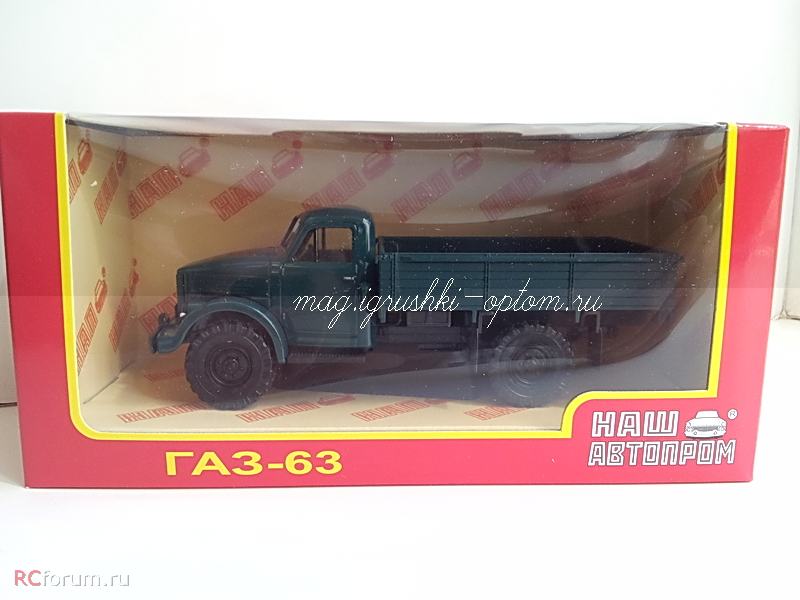 mag.igrushki-optom.ru
ГАЗ-63
НАШ ®
АВТОПРОМ
RCforum.ru